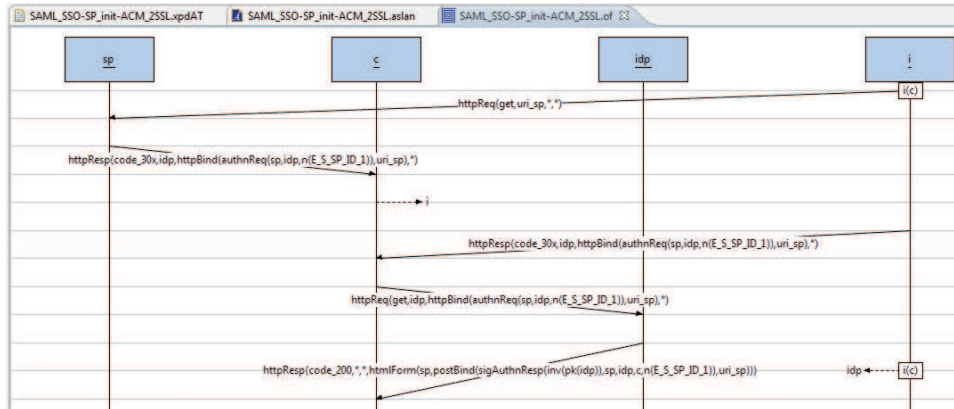 SAML_SSO-SP_init-ACM_2SSL.xpdAT
SAML_SSO-SP_init-ACM_2SSL.aslan
SAML_SSO-SP_init-ACM_2SSL.of
sp
c
idp
i
i(c)
httpReq(get,uri_sp,*,*)
httpResp(code_30x,idp,httpBind(authnReq(sp,idp,n(E_S_SP_ID_1)),uri_sp),*)
i
httpResp(code_30x,idp,httpBind(authnReq(sp,idp,n(E_S_SP_ID_1)),uri_sp),*)
httpReq(get,idp,httpBind(authnReq(sp,idp,n(E_S_SP_ID_1)),uri_sp),*)
httpResp(code_200,*,*,htmlForm(sp,postBind(sigAuthnResp(inv(pk(idp)),sp,idp,c,n(E_S_SP_ID_1)),uri_sp)))
idp
i(c)